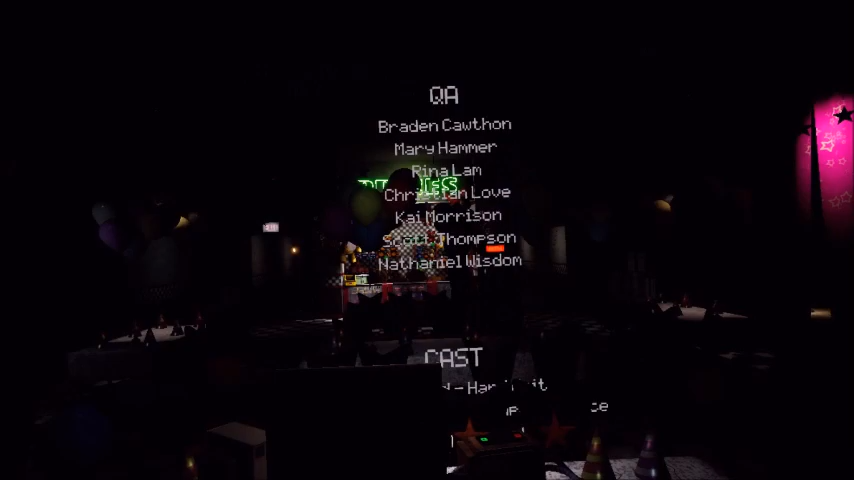 QA
Braden Cawthon
Mary Hammer
Rina Lam
Christian Love
Kai Morrison
Scott Thompson
Nathaniel Wisdom
CAST